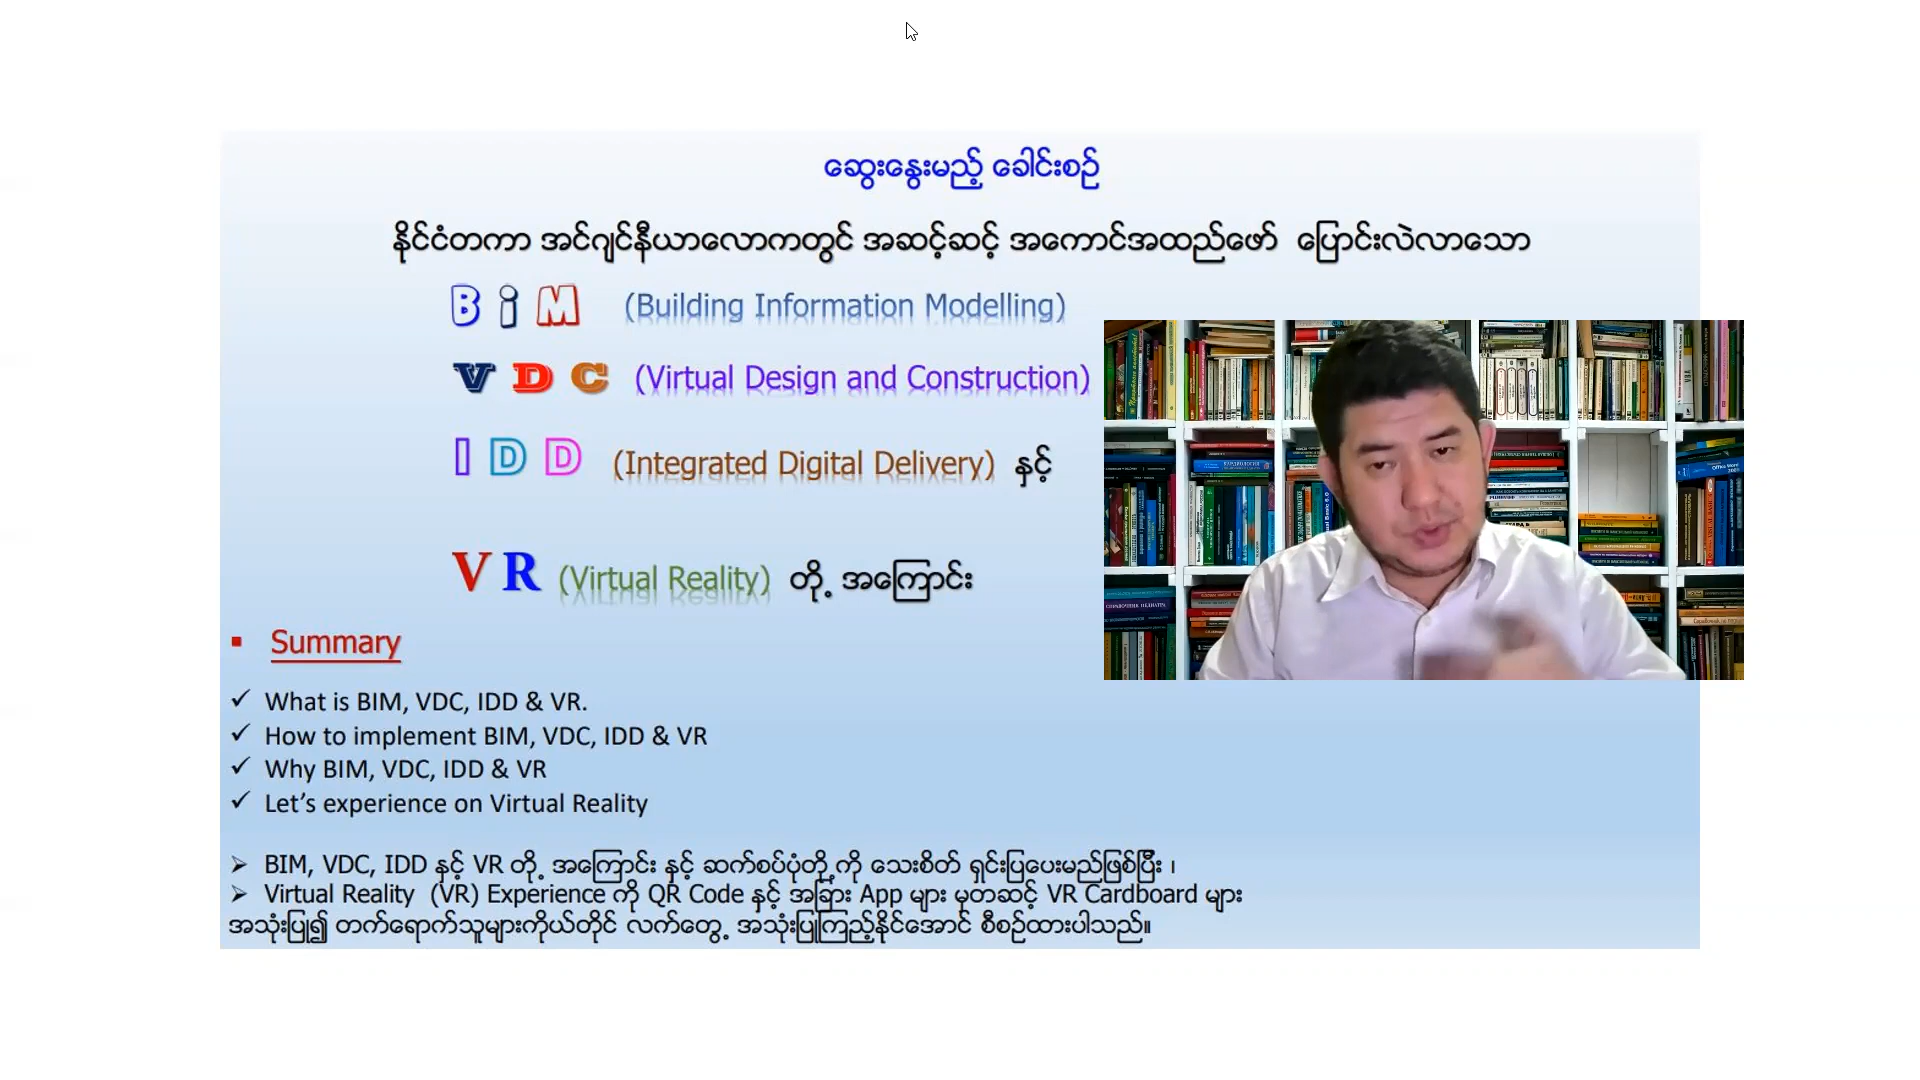 ဆွေးနွေးမည့် ခေါင်းစဉ်
နိုင်ငံတကာ အင်ဂျင်နီယာလောကတွင် အဆင့်ဆင့် အကောင်အထည်ဖော် ပြောင်းလဲလာသော
BiM (Building Information Modelling)
VDC (Virtual Design and Construction)
IDD (Integrated Digital Delivery) နှင့်
VR (Virtual Reality) တို့ အကြောင်း
▪ Summary
✓ What is BIM, VDC, IDD & VR.
✓ How to implement BIM, VDC, IDD & VR
✓ Why BIM, VDC, IDD & VR
✓ Let’s experience on Virtual Reality
➢ BIM, VDC, IDD နှင့် VR တို့ အကြောင်း နှင့် ဆက်စပ်ပုံတို့ကို သေးစိတ် ရှင်းပြပေးမည်ဖြစ်ပြီး ၊
➢ Virtual Reality (VR) Experience ကို QR Code နှင့် အခြား App များ မှတဆင့် VR Cardboard များ
အသုံးပြု၍ တက်ရောက်သူများကိုယ်တိုင် လက်တွေ့ အသုံးပြုကြည့်နိုင်အောင် စီစဉ်ထားပါသည်။